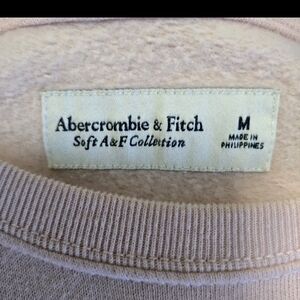 Abercrombie & Fitch
Soft A&F Collection
M
MADE IN
PHILIPPINES